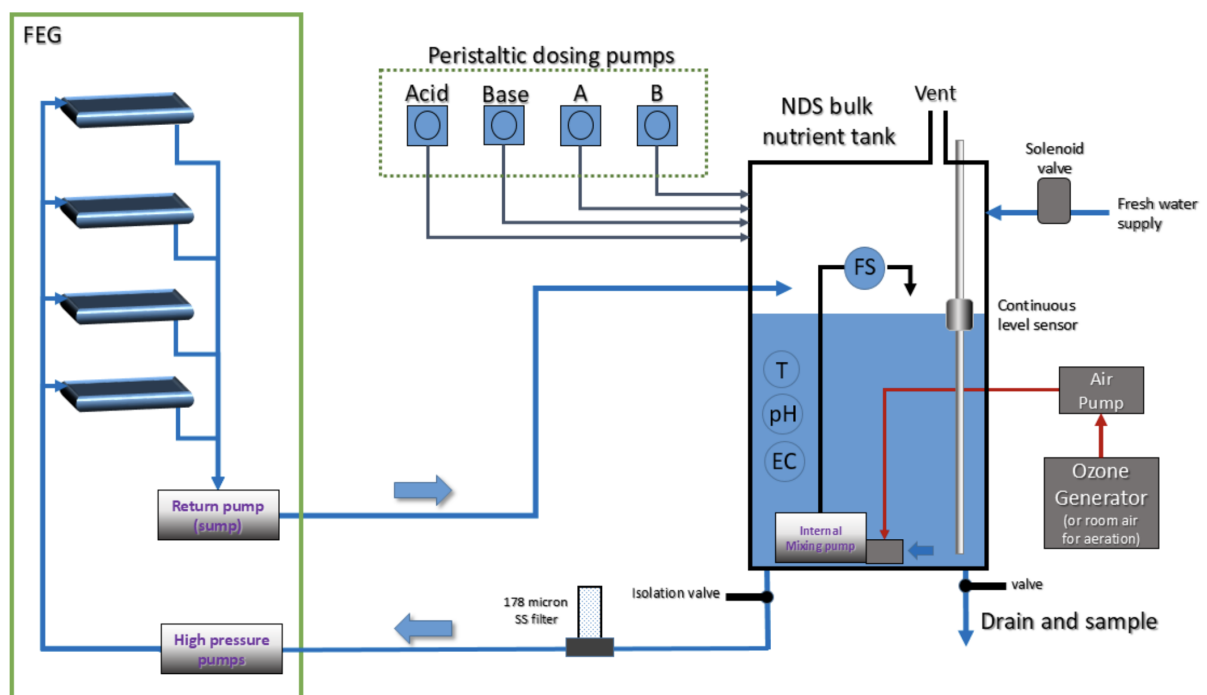 FEG
Peristaltic dosing pumps
Acid
Base
A
B
NDS bulk
nutrient tank
Vent
Solenoid
valve
Fresh water
supply
FS
Continuous
level sensor
T
pH
EC
Air
Pump
Ozone
Generator
(or room air
for aeration)
Return pump
(sump)
Internal
Mixing pump
Isolation valve
valve
178 micron
SS filter
Drain and sample
High pressure
pumps